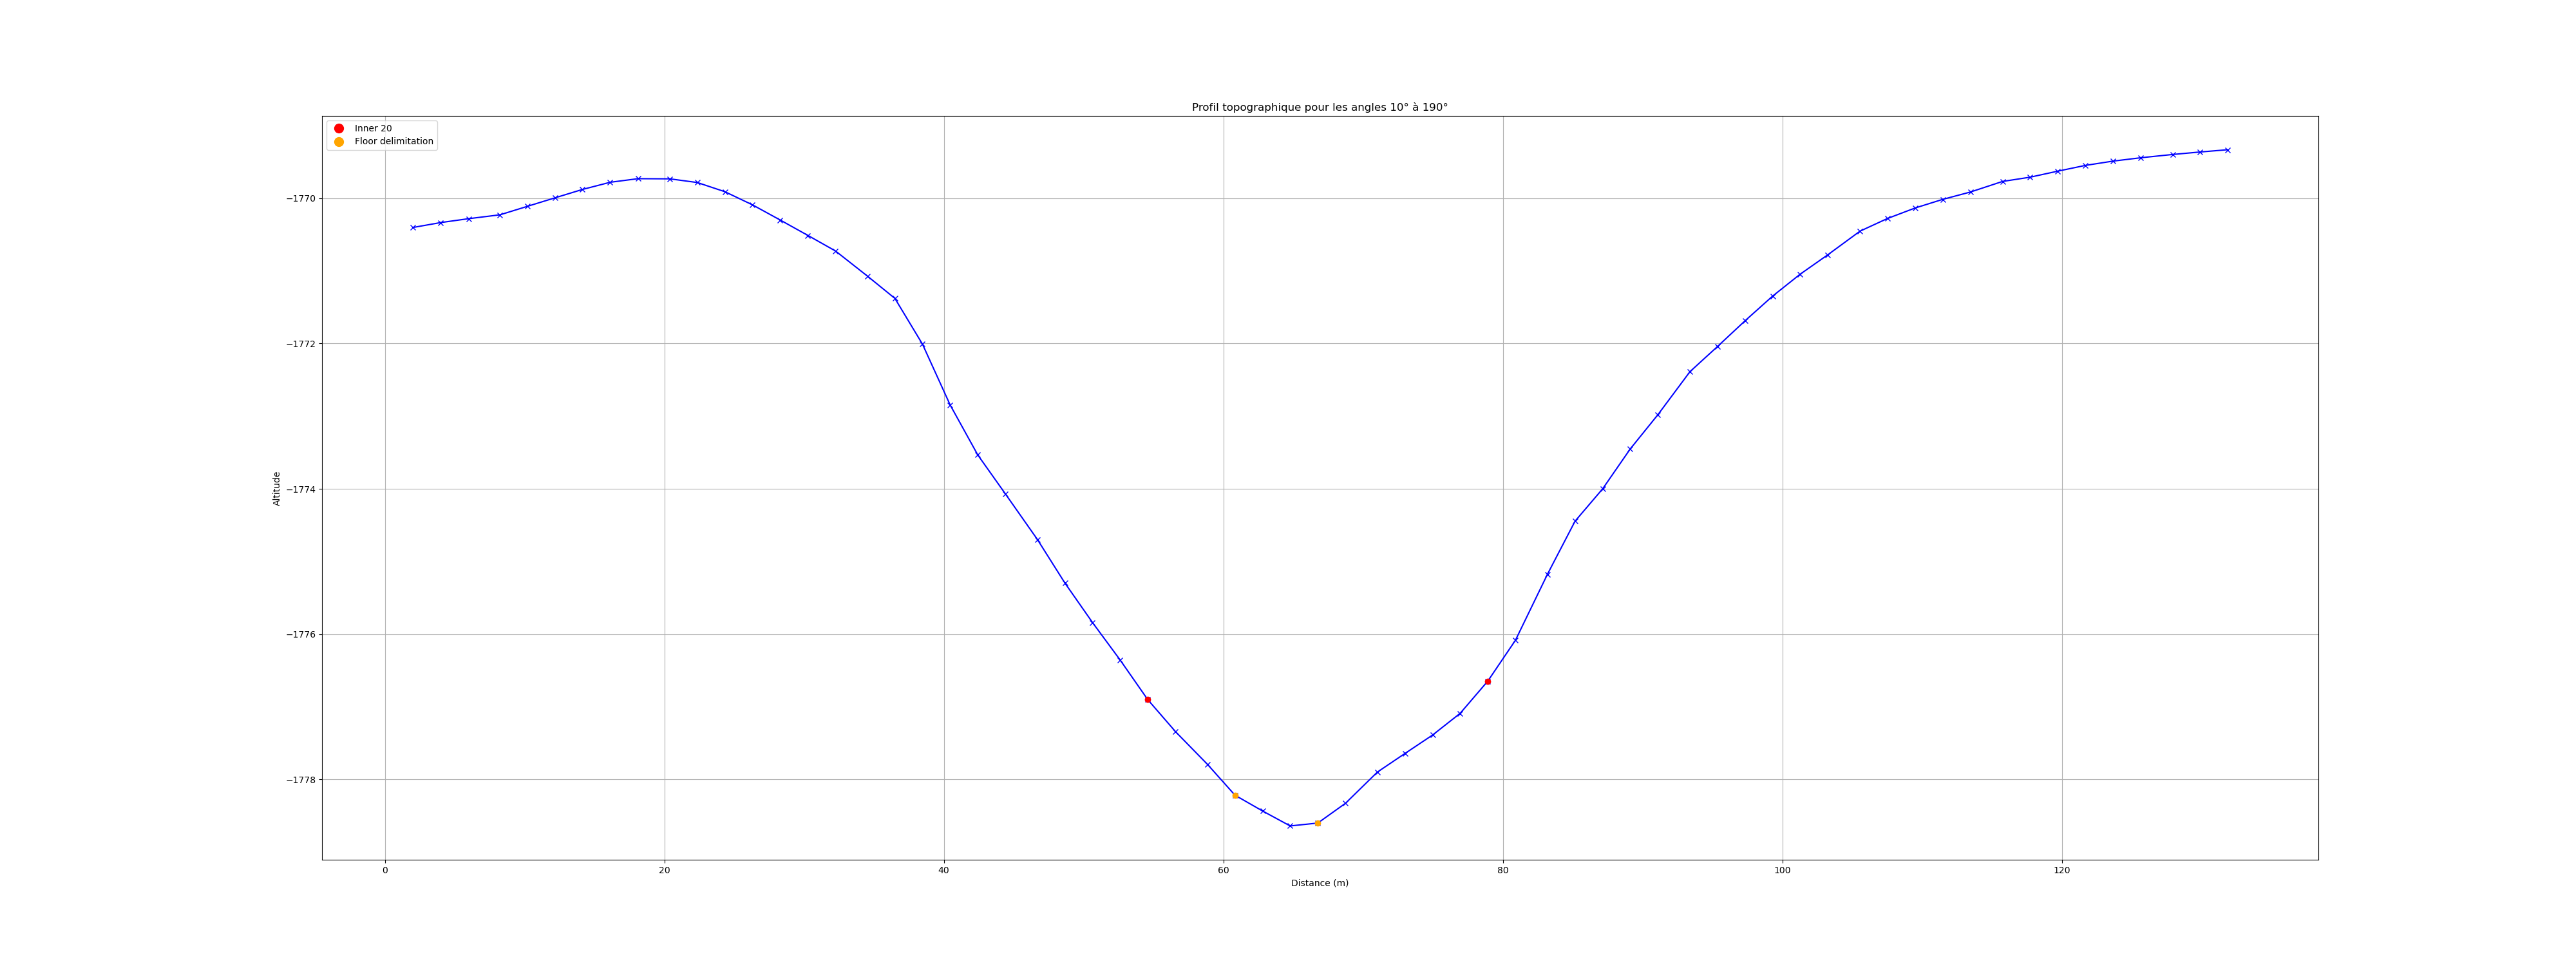 Profil topographique pour les angles 10° à 190°
Inner 20
Floor delimitation
Altitude
−1770
−1772
−1774
−1776
−1778
0
20
40
60
80
100
120
Distance (m)